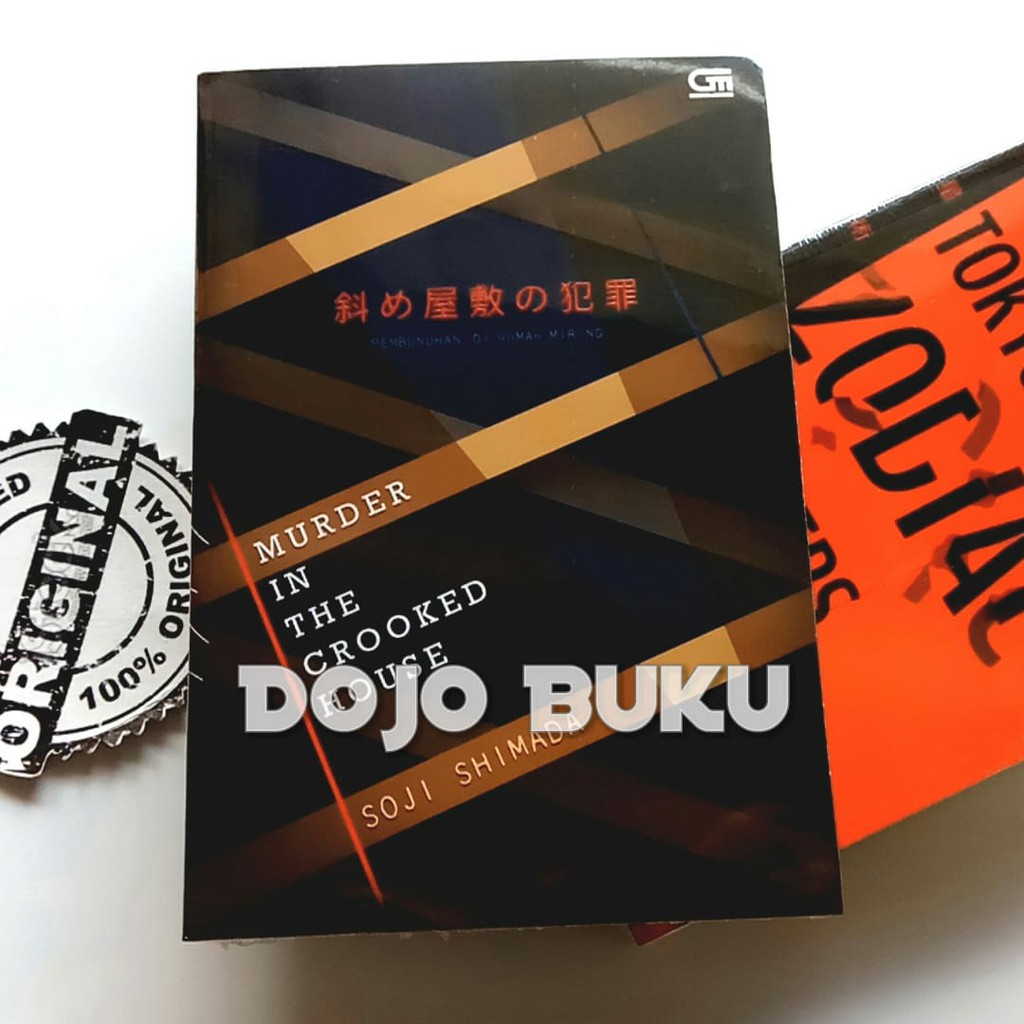 GM
斜め屋敷の犯罪
PEMBUNUHAN DI RUMAH MIRING
MURDER
IN
THE
CROOKED
HOUSE
SOJI SHIMADA
DOJO BUKU
ORIGINAL
100% ORIGINAL